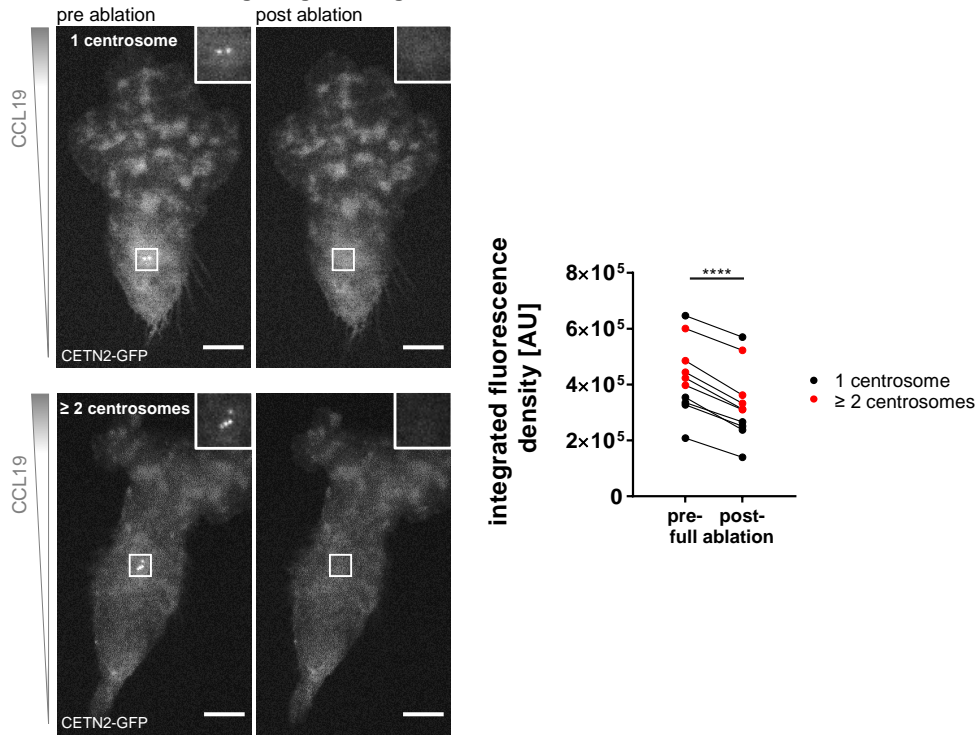 pre ablation
post ablation
1 centrosome
CCL19
CETN2-GFP
≥ 2 centrosomes
CCL19
CETN2-GFP
integrated fluorescence
density [AU]
8×10⁵
6×10⁵
4×10⁵
2×10⁵
0
****
pre- post-
full ablation
1 centrosome
≥ 2 centrosomes